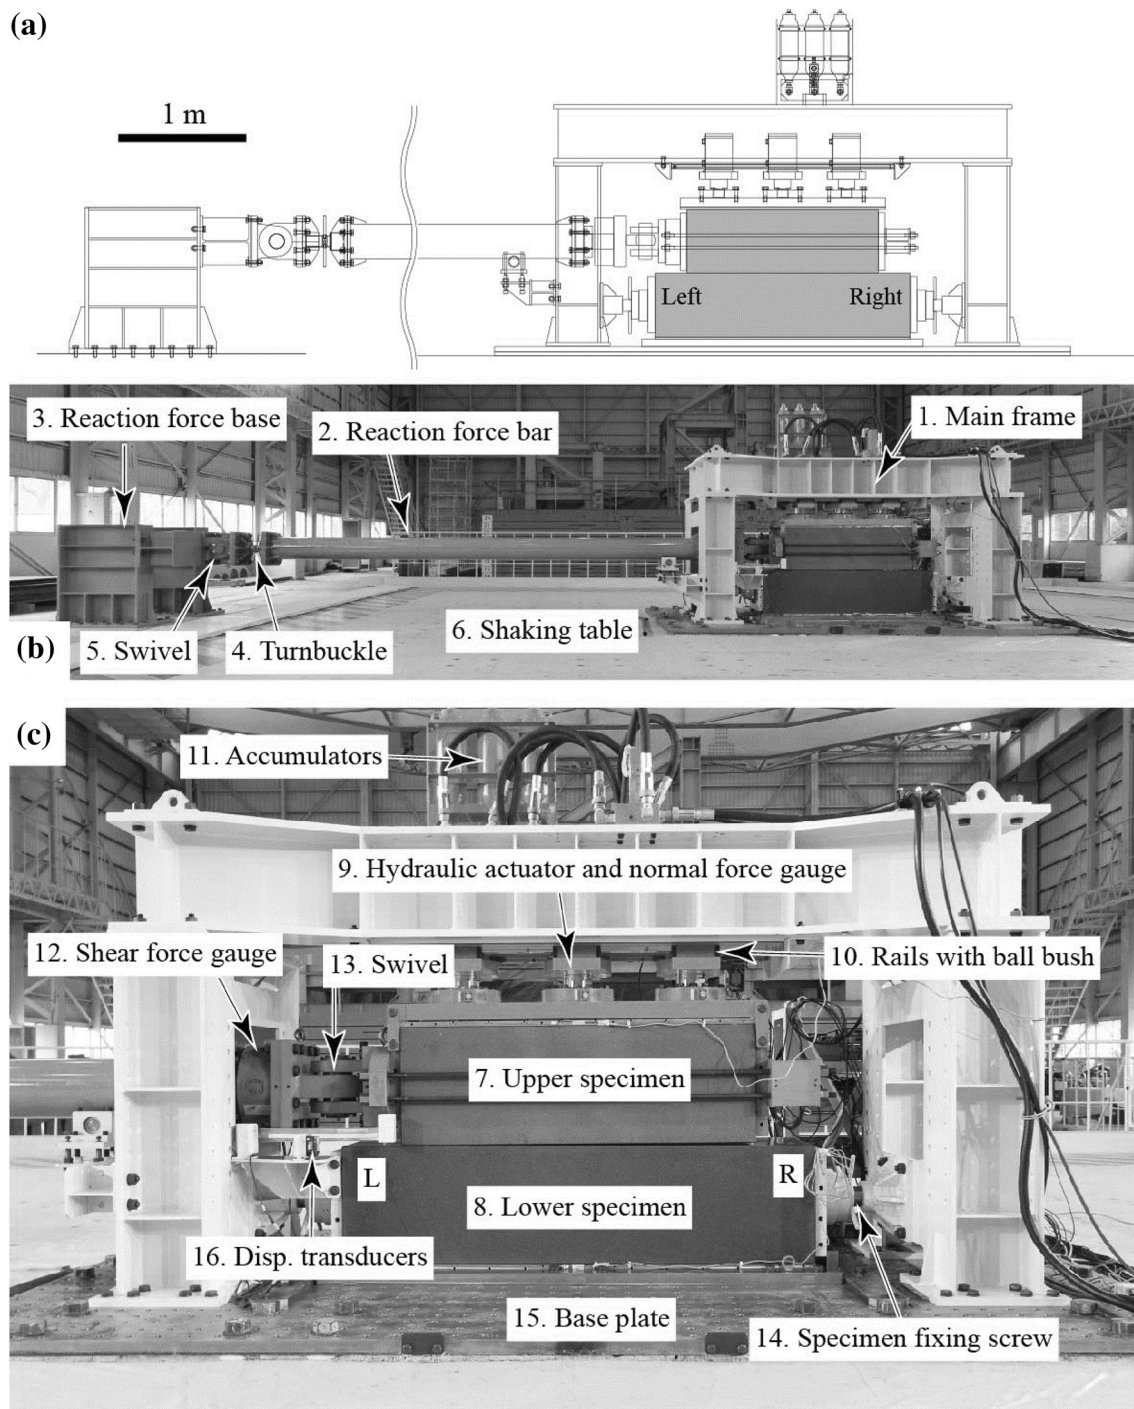 (a)
1 m
Left
Right
3. Reaction force base
2. Reaction force bar
1. Main frame
6. Shaking table
(b)
5. Swivel
4. Turnbuckle
(c)
11. Accumulators
9. Hydraulic actuator and normal force gauge
12. Shear force gauge
13. Swivel
10. Rails with ball bush
7. Upper specimen
L
R
8. Lower specimen
16. Disp. transducers
15. Base plate
14. Specimen fixing screw